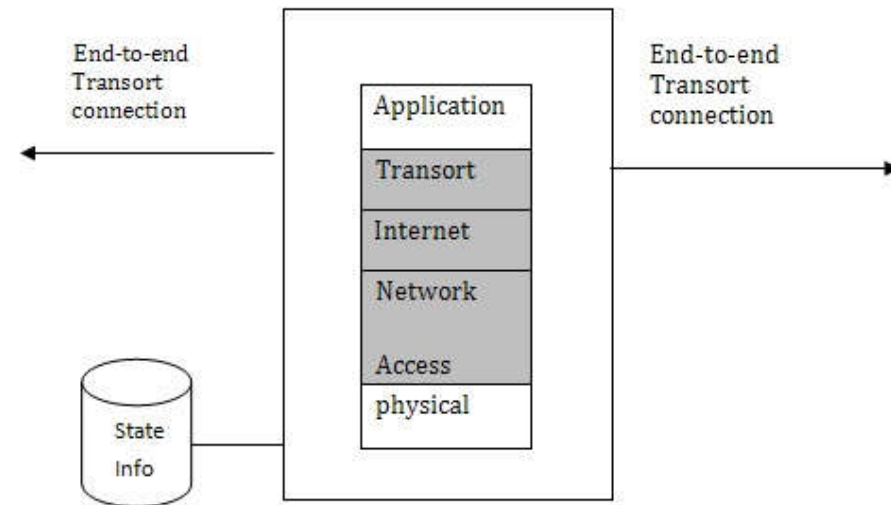 End-to-end
Transort
connection
End-to-end
Transort
connection
Application
Transort
Internet
Network
Access
physical
State
Info